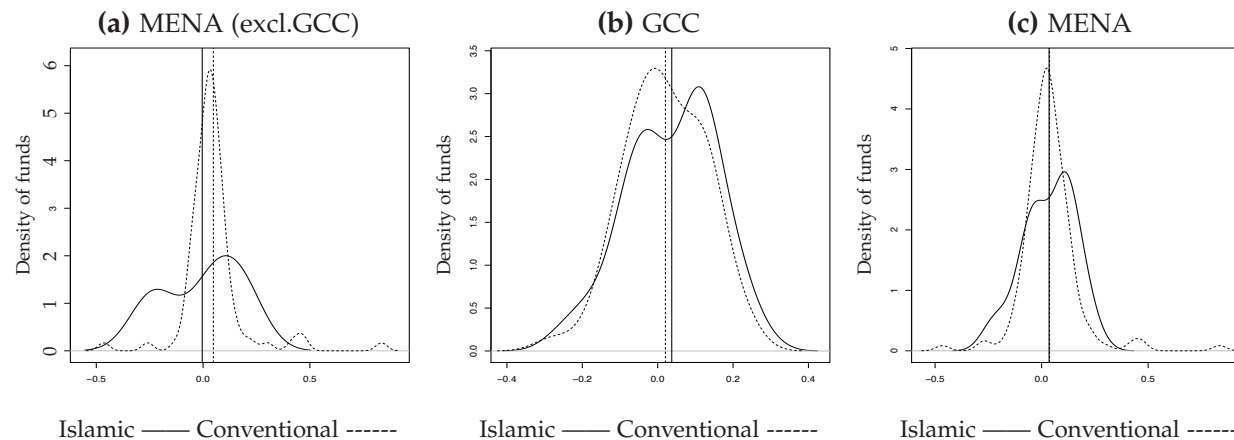 (a) MENA (excl.GCC)
(b) GCC
(c) MENA
Density of funds
0 1 2 3 4 5 6
−0.5 0.0 0.5
Density of funds
0.0 0.5 1.0 1.5 2.0 2.5 3.0 3.5
−0.4 −0.2 0.0 0.2 0.4
Density of funds
0 1 2 3 4 5
−0.5 0.0 0.5
Islamic —— Conventional ------
Islamic —— Conventional ------
Islamic —— Conventional ------